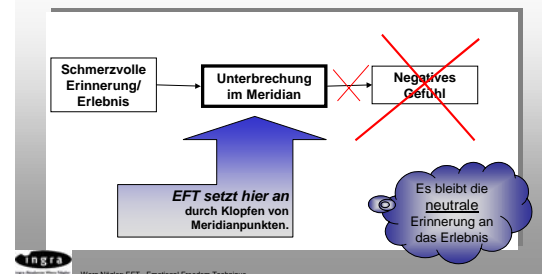 Schmerzvolle
Erinnerung/
Erlebnis
Unterbrechung
im Meridian
Negatives
Gefühl
EFT setzt hier an
durch Klopfen von
Meridianpunkten.
Es bleibt die
neutrale
Erinnerung an
das Erlebnis
ingra
EFT - Emotional Freedom Technique